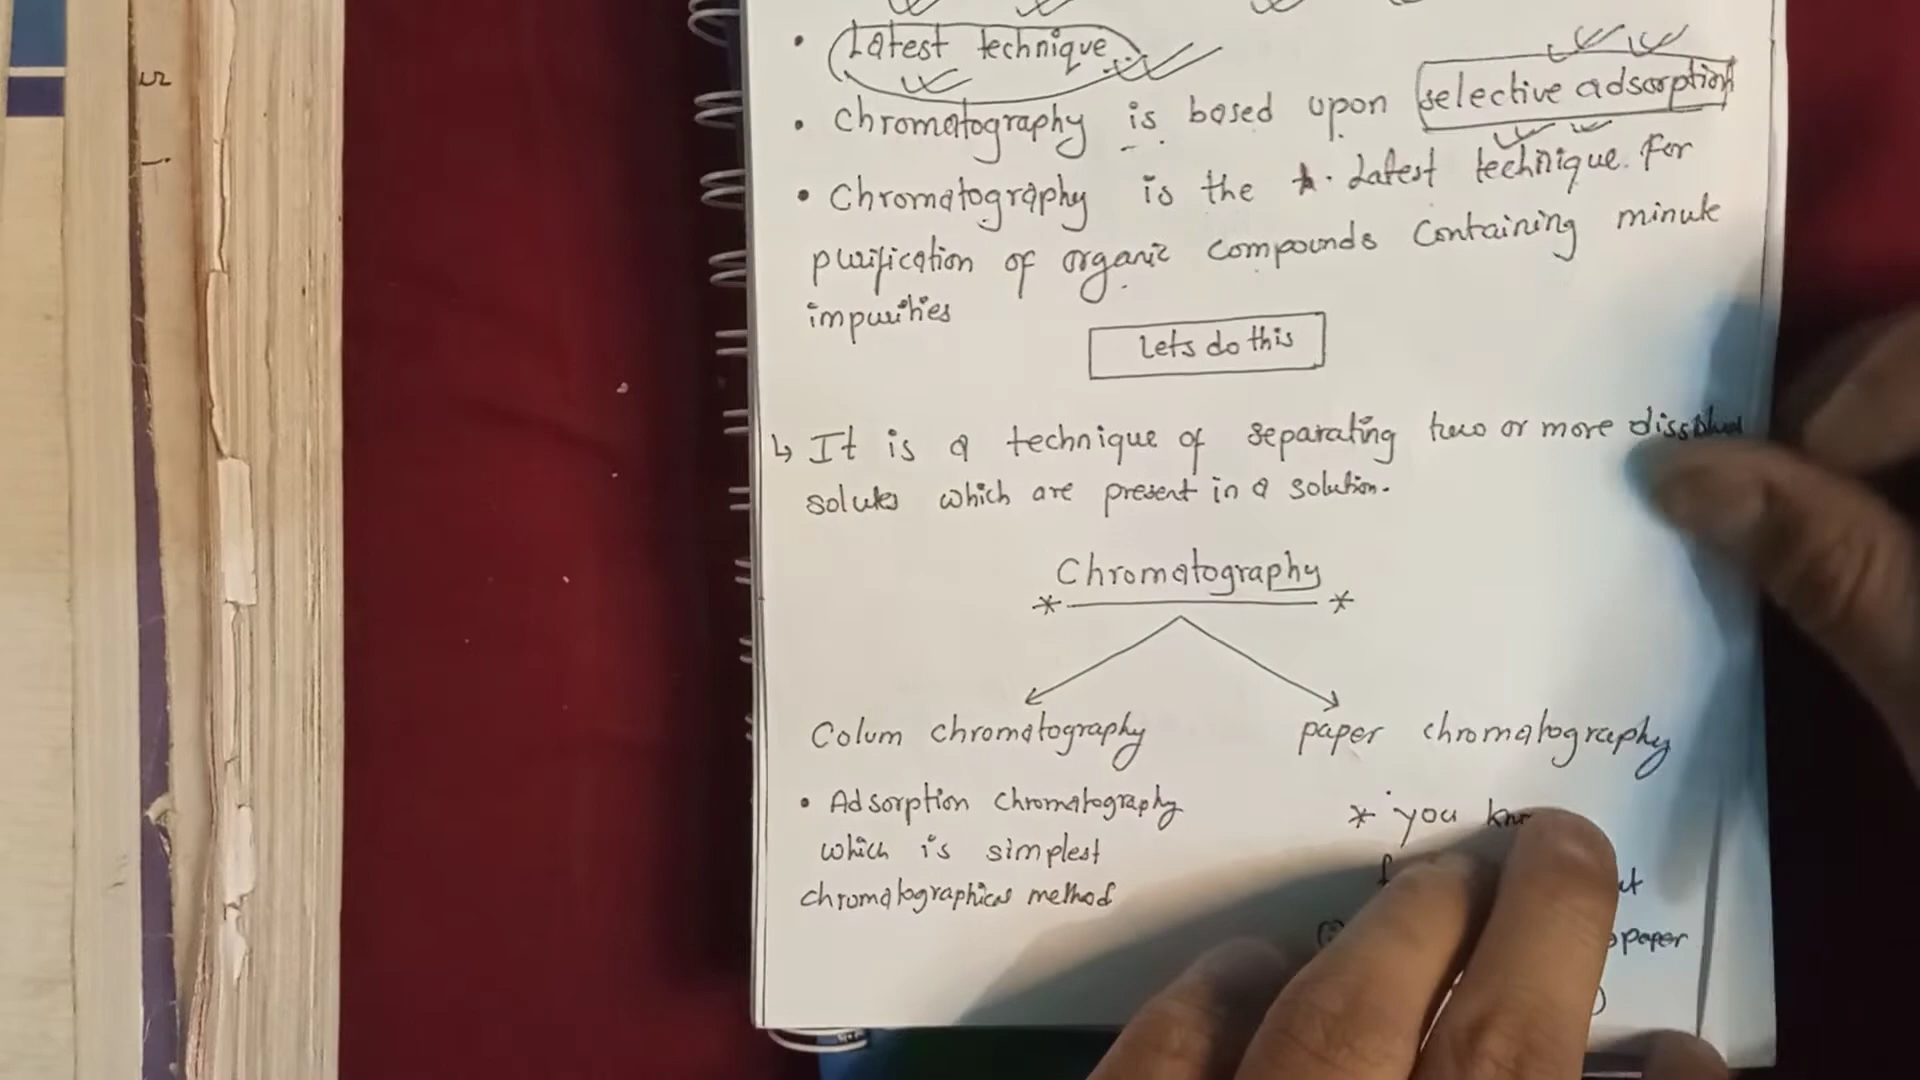 • Latest technique
• Chromatography is based upon selective adsorption
• Chromatography is the Latest technique. For
purification of organic compounds containing minute
impurities
Lets do this
↳ It is a technique of separating two or more
solutes which are present in a solution.
Chromatography
* *
Colum chromatography paper chromatography
• Adsorption chromatography * you
which is simplest
chromatographical method
paper